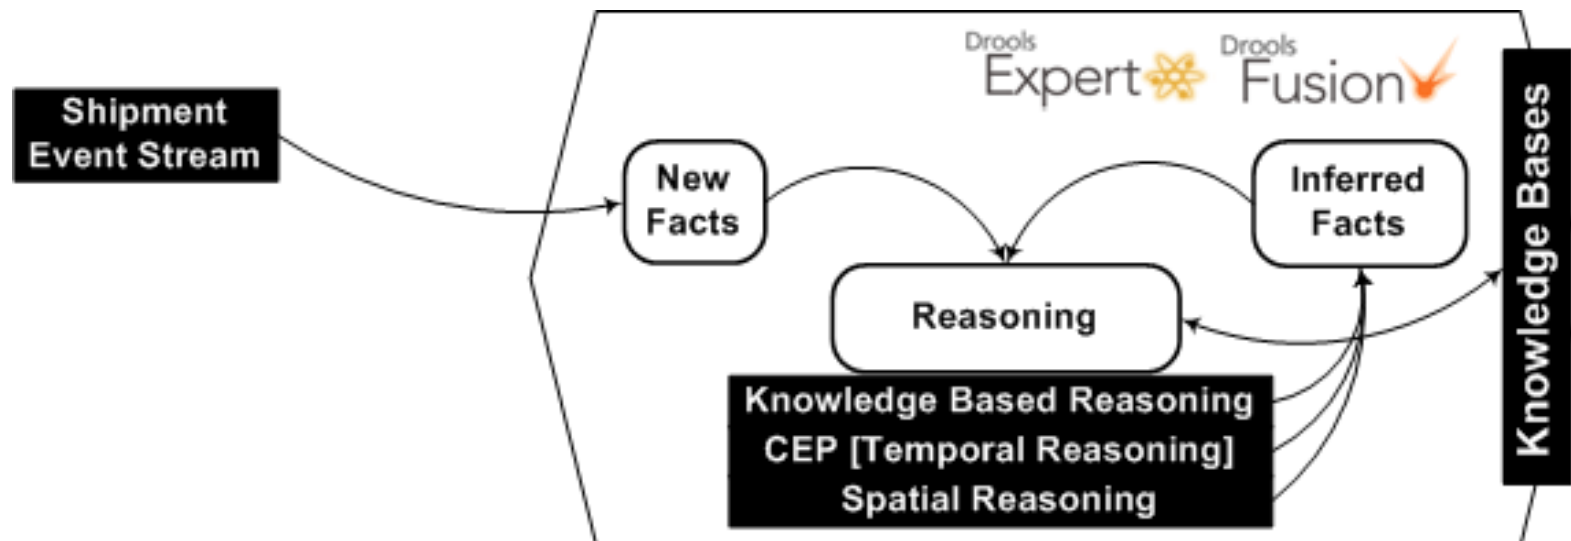 Drools
Expert
Drools
Fusion
Shipment
Event Stream
New
Facts
Inferred
Facts
Reasoning
Knowledge Based Reasoning
CEP [Temporal Reasoning]
Spatial Reasoning
Knowledge Bases